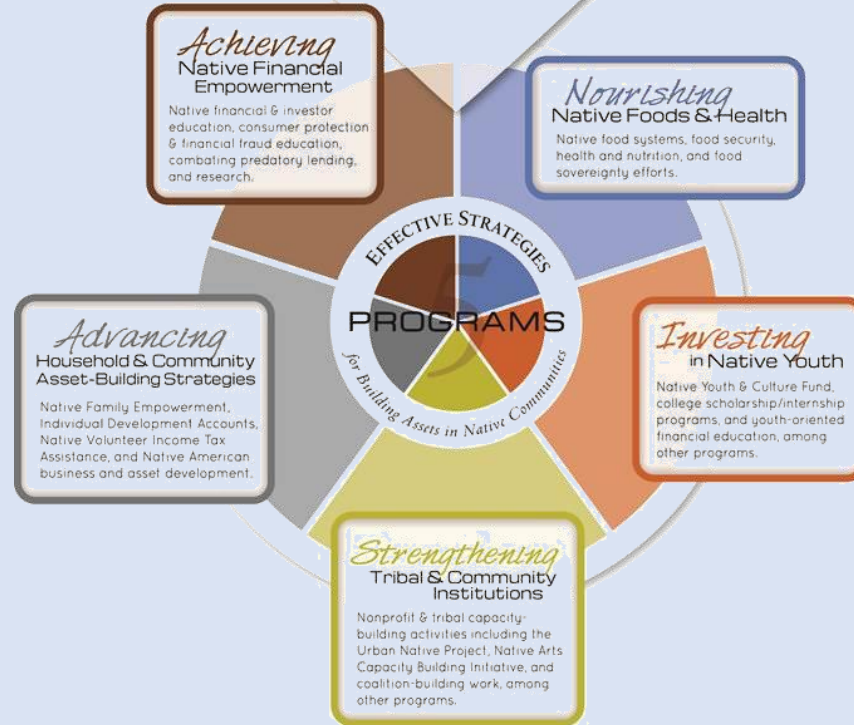 Achieving
Native Financial
Empowerment
Native financial & investor
education, consumer protection
& financial fraud education,
combating predatory lending,
and research.
Nourishing
Native Foods & Health
Native food systems, food security,
health and nutrition, and food
sovereignty efforts.
EFFECTIVE STRATEGIES
5
PROGRAMS
for Building Assets in Native Communities
Advancing
Household & Community
Asset-Building Strategies
Native Family Empowerment,
Individual Development Accounts,
Native Volunteer Income Tax
Assistance, and Native American
business and asset development.
Investing
in Native Youth
Native Youth & Culture Fund,
college scholarship/internship
programs, and youth-oriented
financial education, among
other programs.
Strengthening
Tribal & Community
Institutions
Nonprofit & tribal capacity-
building activities including the
Urban Native Project, Native Arts
Capacity Building Initiative, and
coalition-building work, among
other programs.